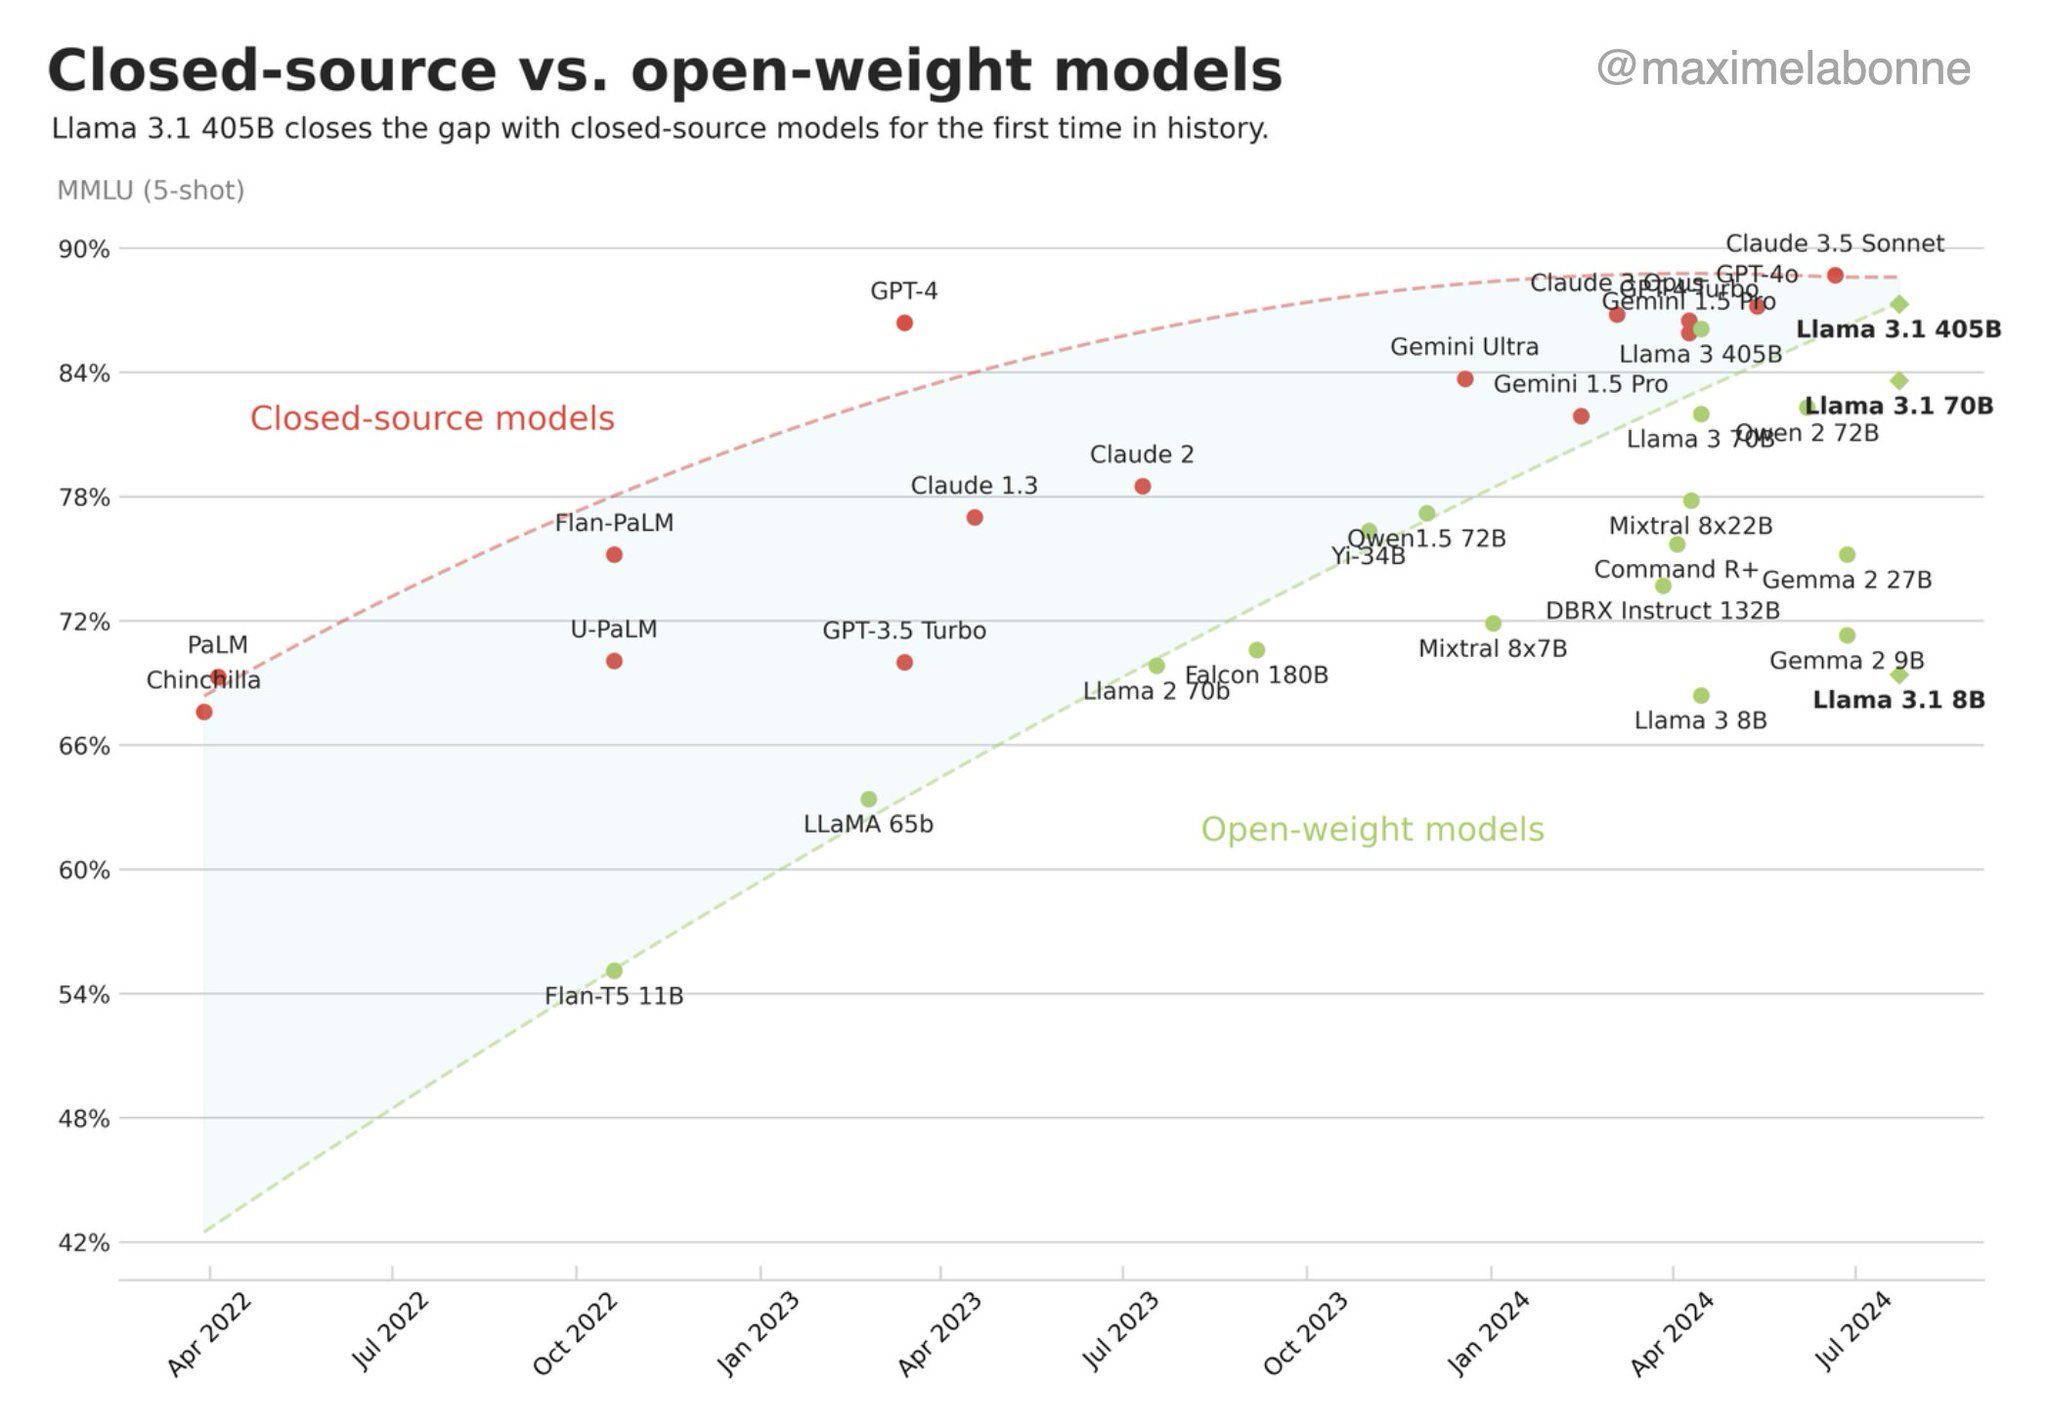 Closed-source vs. open-weight models
@maximelabonne
Llama 3.1 405B closes the gap with closed-source models for the first time in history.
MMLU (5-shot)
90%
Claude 3.5 Sonnet
GPT-4o
Claude 3 Opus
GPT-4 Turbo
GPT-4
Gemini 1.5 Pro
Llama 3.1 405B
Gemini Ultra
Llama 3 405B
84%
Gemini 1.5 Pro
Llama 3.1 70B
Closed-source models
Qwen 2 72B
Llama 3 70B
Claude 2
Claude 1.3
78%
Flan-PaLM
Mixtral 8x22B
Qwen1.5 72B
Yi-34B
Command R+
Gemma 2 27B
DBRX Instruct 132B
72%
U-PaLM
GPT-3.5 Turbo
PaLM
Mixtral 8x7B
Gemma 2 9B
Chinchilla
Falcon 180B
Llama 2 70b
Llama 3.1 8B
Llama 3 8B
66%
LLaMA 65b
Open-weight models
60%
54%
Flan-T5 11B
48%
42%
Apr 2022
Jul 2022
Oct 2022
Jan 2023
Apr 2023
Jul 2023
Oct 2023
Jan 2024
Apr 2024
Jul 2024